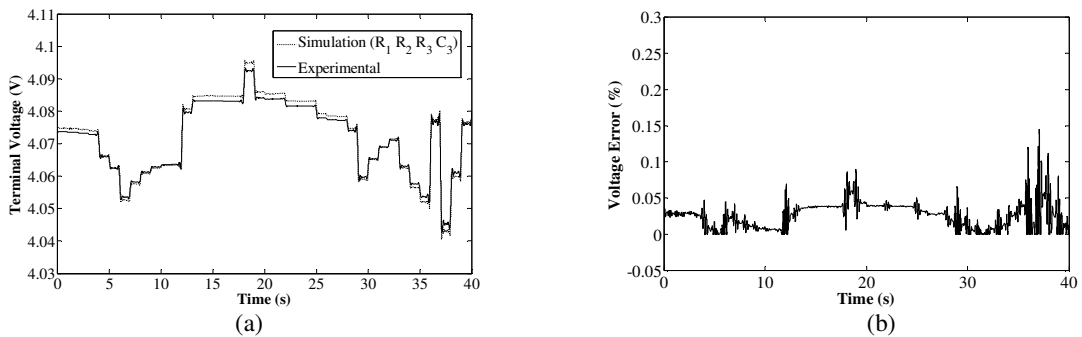 4.11
4.1
4.09
4.08
4.07
4.06
4.05
4.04
4.03
Terminal Voltage (V)
Simulation (R1 R2 R3 C3)
Experimental
0 5 10 15 20 25 30 35 40
Time (s)
(a)
0.3
0.25
0.2
0.15
0.1
0.05
0
-0.05
Voltage Error (%)
0 10 20 30 40
Time (s)
(b)